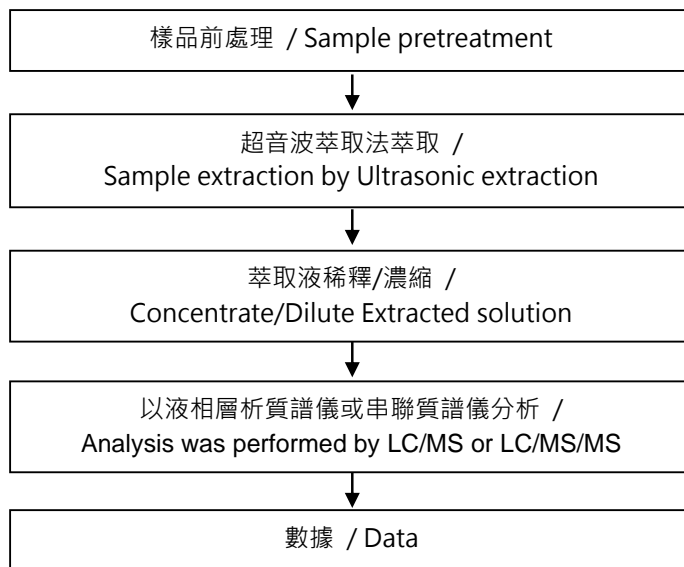 樣品前處理 / Sample pretreatment
超音波萃取法萃取 /
Sample extraction by Ultrasonic extraction
萃取液稀釋/濃縮 /
Concentrate/Dilute Extracted solution
以液相層析質譜儀或串聯質譜儀分析 /
Analysis was performed by LC/MS or LC/MS/MS
數據 / Data